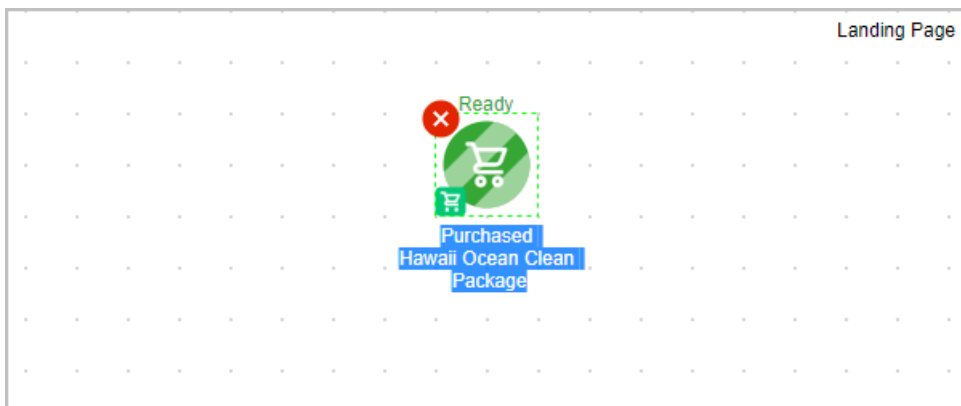 Landing Page
Ready
Purchased
Hawaii Ocean Clean
Package